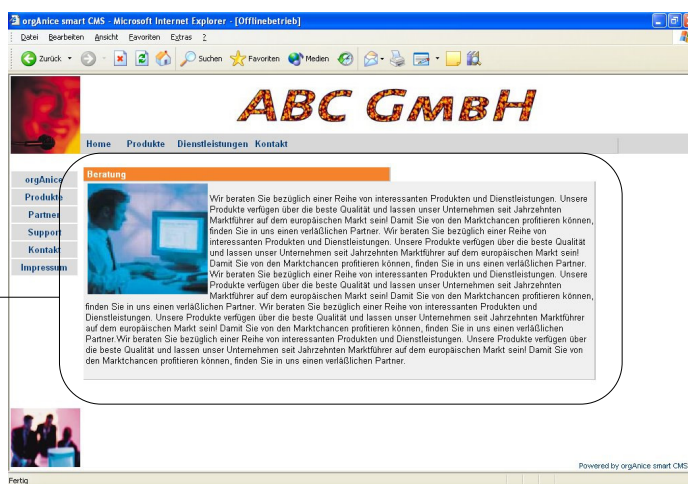 orgAnice smart CMS - Microsoft Internet Explorer - [Offlinebetrieb]
Datei Bearbeiten Ansicht Favoriten Extras ?
Zurück Suchen Favoriten Medien
ABC GmbH
Home Produkte Dienstleistungen Kontakt
orgAnice
Produkte
Partner
Support
Kontakt
Impressum
Beratung
Wir beraten Sie bezüglich einer Reihe von interessanten Produkten und Dienstleistungen. Unsere
Produkte verfügen über die beste Qualität und lassen unser Unternehmen seit Jahrzehnten
Marktführer auf dem europäischen Markt sein! Damit Sie von den Marktchancen profitieren können,
finden Sie in uns einen verläßlichen Partner. Wir beraten Sie bezüglich einer Reihe von
interessanten Produkten und Dienstleistungen. Unsere Produkte verfügen über die beste Qualität
und lassen unser Unternehmen seit Jahrzehnten Marktführer auf dem europäischen Markt sein!
Damit Sie von den Marktchancen profitieren können, finden Sie in uns einen verläßlichen Partner.
Wir beraten Sie bezüglich einer Reihe von interessanten Produkten und Dienstleistungen. Unsere
Produkte verfügen über die beste Qualität und lassen unser Unternehmen seit Jahrzehnten
Marktführer auf dem europäischen Markt sein! Damit Sie von den Marktchancen profitieren können,
finden Sie in uns einen verläßlichen Partner. Wir beraten Sie bezüglich einer Reihe von interessanten Produkten und
Dienstleistungen. Unsere Produkte verfügen über die beste Qualität und lassen unser Unternehmen seit Jahrzehnten Marktführer
auf dem europäischen Markt sein! Damit Sie von den Marktchancen profitieren können, finden Sie in uns einen verläßlichen
Partner.Wir beraten Sie bezüglich einer Reihe von interessanten Produkten und Dienstleistungen. Unsere Produkte verfügen über
die beste Qualität und lassen unser Unternehmen seit Jahrzehnten Marktführer auf dem europäischen Markt sein! Damit Sie von
den Marktchancen profitieren können, finden Sie in uns einen verläßlichen Partner.
Powered by orgAnice smart CMS
Fertig